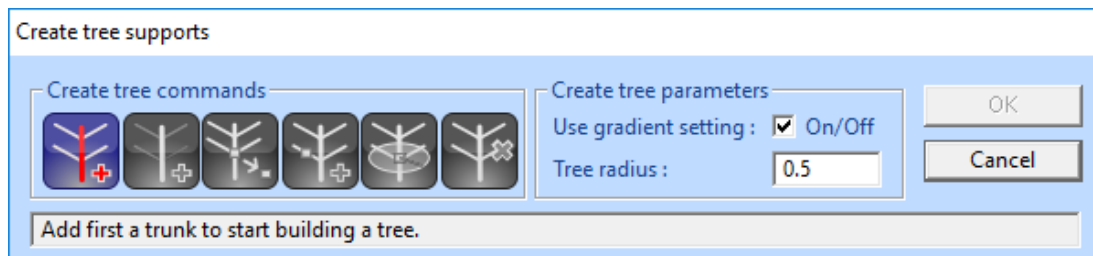 Create tree supports
Create tree commands
Create tree parameters
Use gradient setting : On/Off
Tree radius : 0.5
OK
Cancel
Add first a trunk to start building a tree.